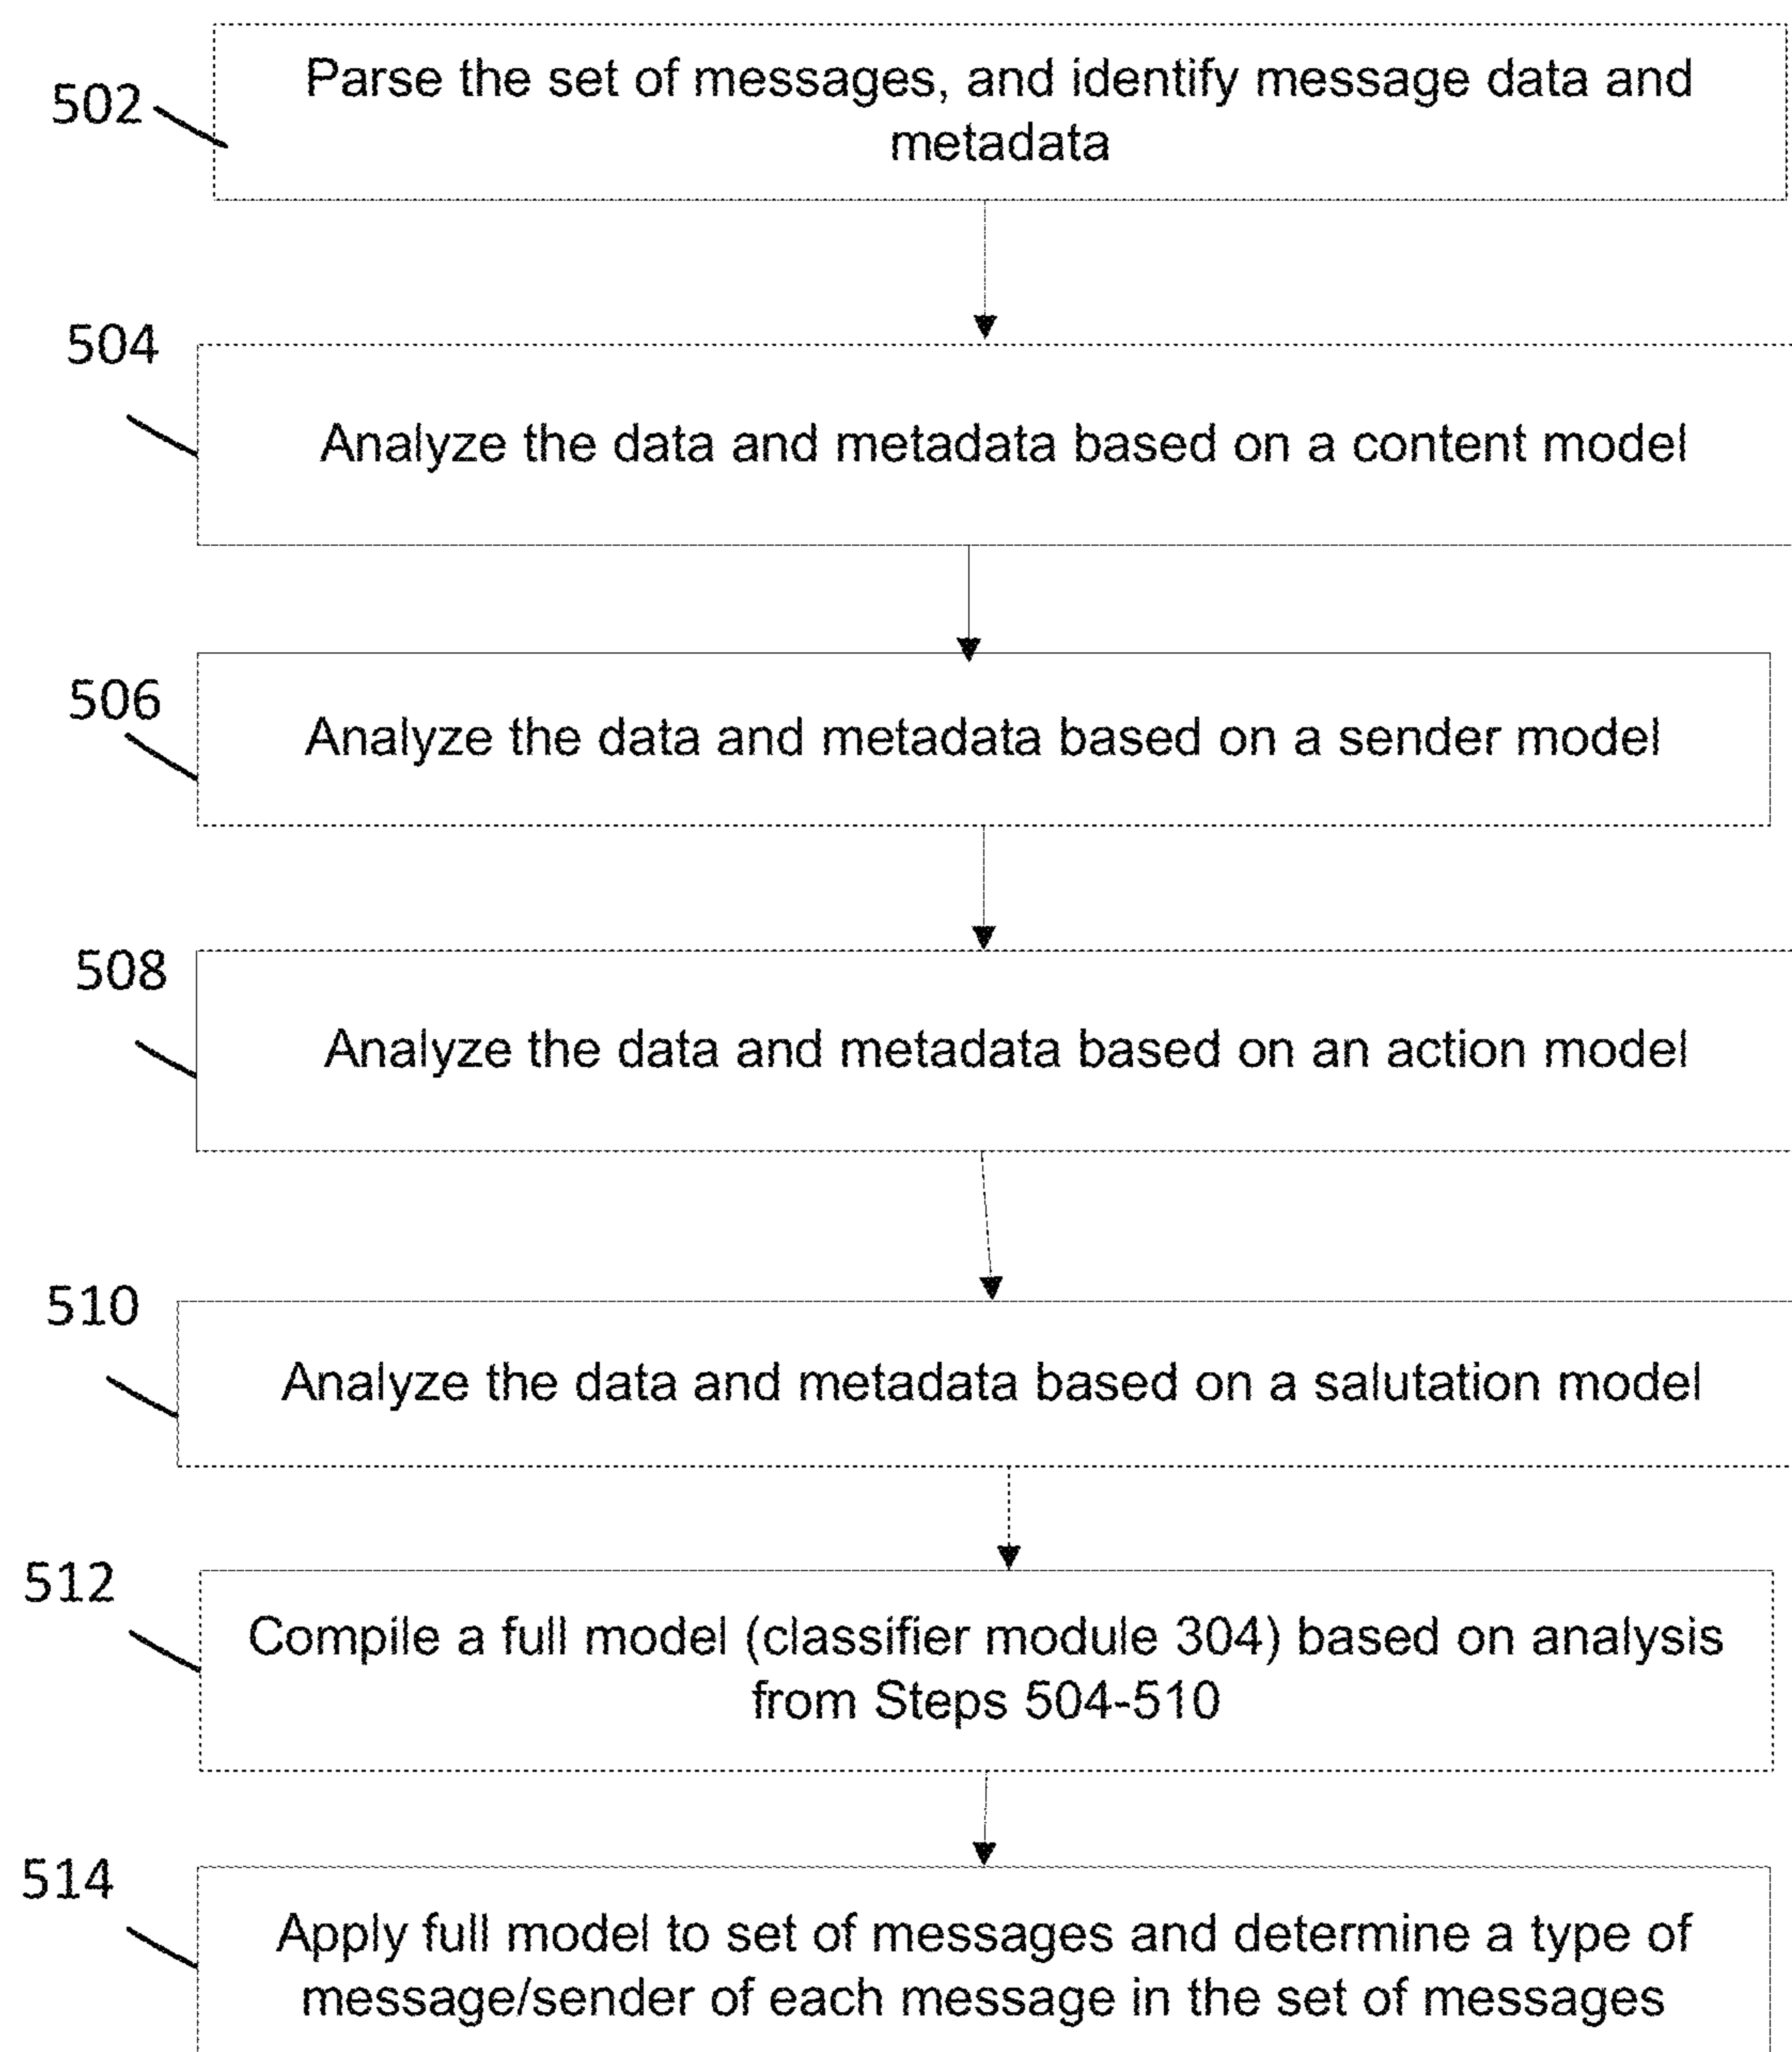 502
Parse the set of messages, and identify message data and
metadata
504
Analyze the data and metadata based on a content model
506
Analyze the data and metadata based on a sender model
508
Analyze the data and metadata based on an action model
510
Analyze the data and metadata based on a salutation model
512
Compile a full model (classifier module 304) based on analysis
from Steps 504-510
514
Apply full model to set of messages and determine a type of
message/sender of each message in the set of messages